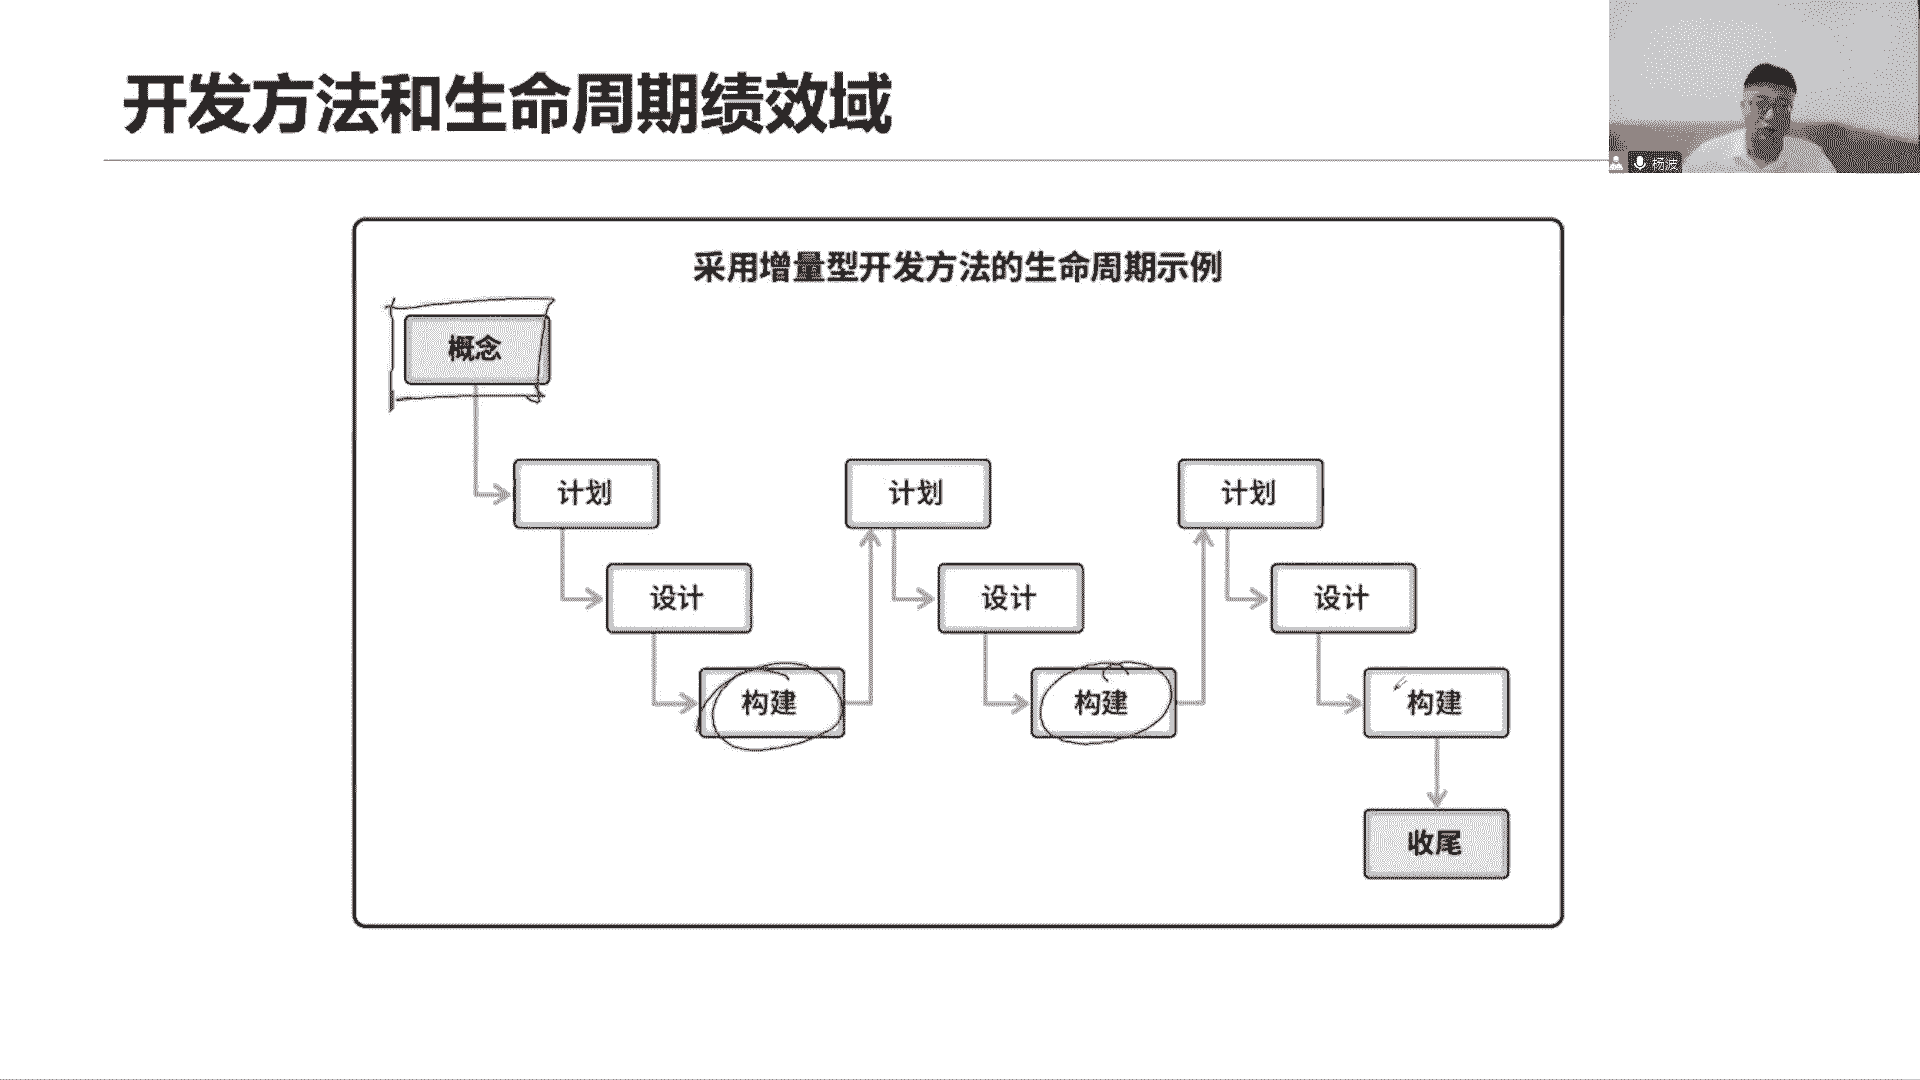 开发方法和生命周期绩效域
杨波
采用增量型开发方法的生命周期示例
概念
计划
计划
计划
设计
设计
设计
构建
构建
构建
收尾